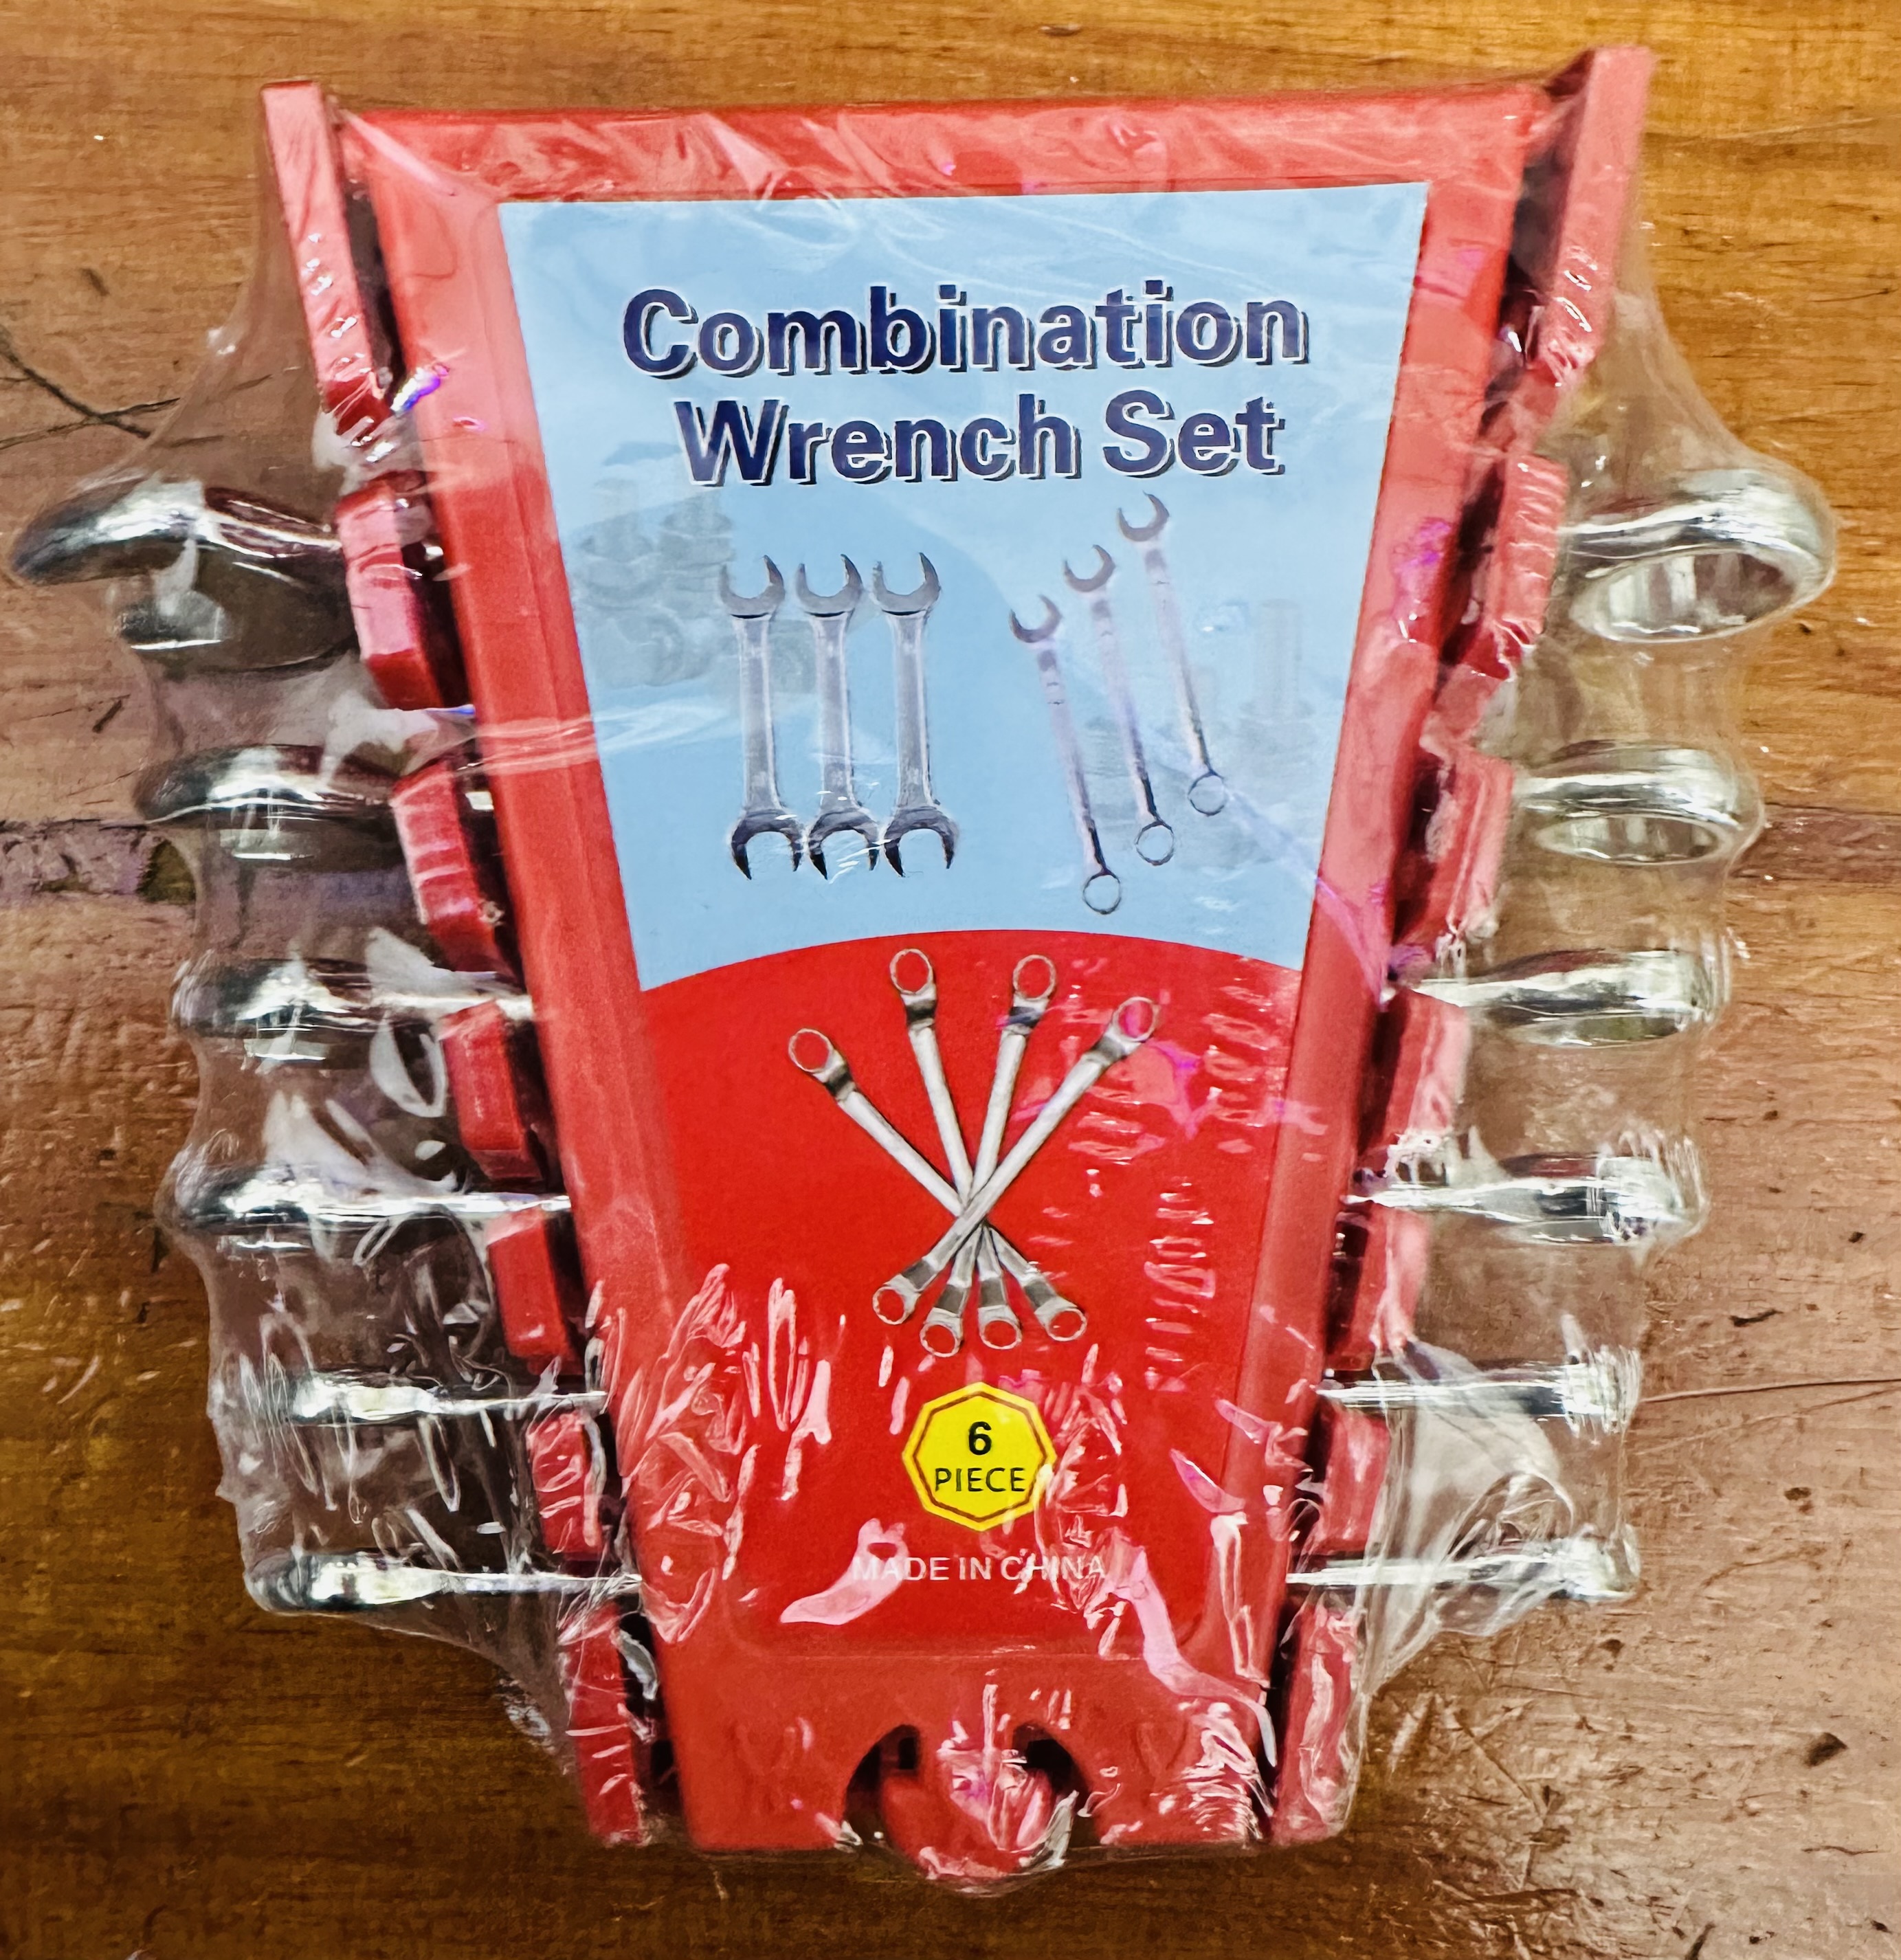 Combination
Wrench Set
6
PIECE
MADE IN CHINA